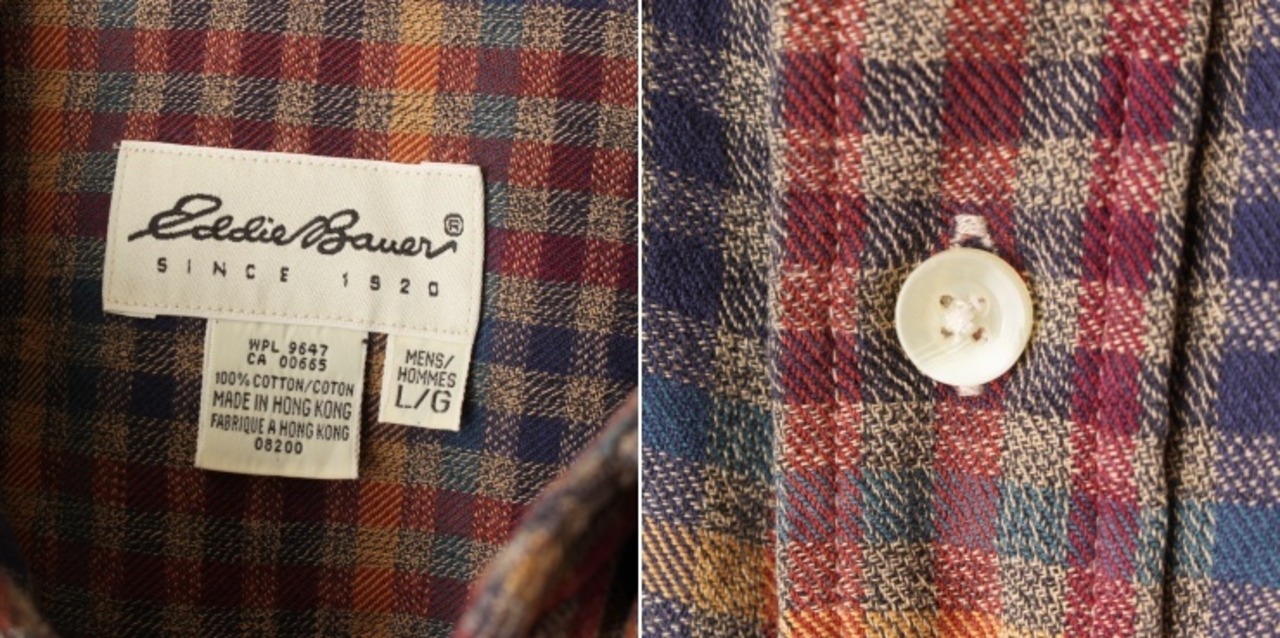 Eddie Bauer®
SINCE 1920
WPL 9647
CA 00665
100% COTTON/COTON
MADE IN HONG KONG
FABRIQUE A HONG KONG
08200
MENS/
HOMMES
L/G